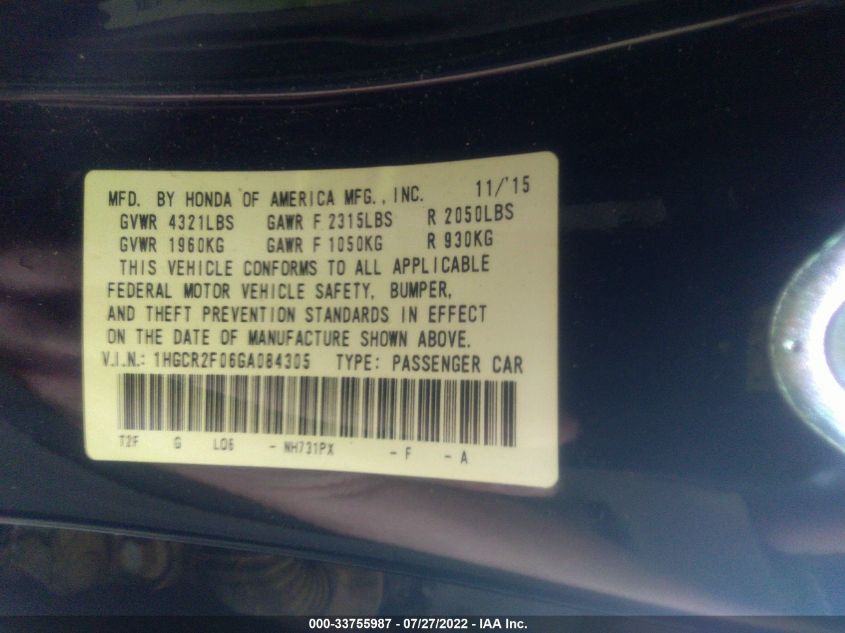 MFD. BY HONDA OF AMERICA MFG., INC. 11/'15
GVWR 4321LBS GAWR F 2315LBS R 2050LBS
GVWR 1960KG GAWR F 1050KG R 930KG
THIS VEHICLE CONFORMS TO ALL APPLICABLE
FEDERAL MOTOR VEHICLE SAFETY, BUMPER,
AND THEFT PREVENTION STANDARDS IN EFFECT
ON THE DATE OF MANUFACTURE SHOWN ABOVE.
V.I.N.: 1HGCR2F06GA084305 TYPE: PASSENGER CAR
T2F G L06 - NH731PX - F - A
000-33755987 / 07/27/2022 - IAA Inc.